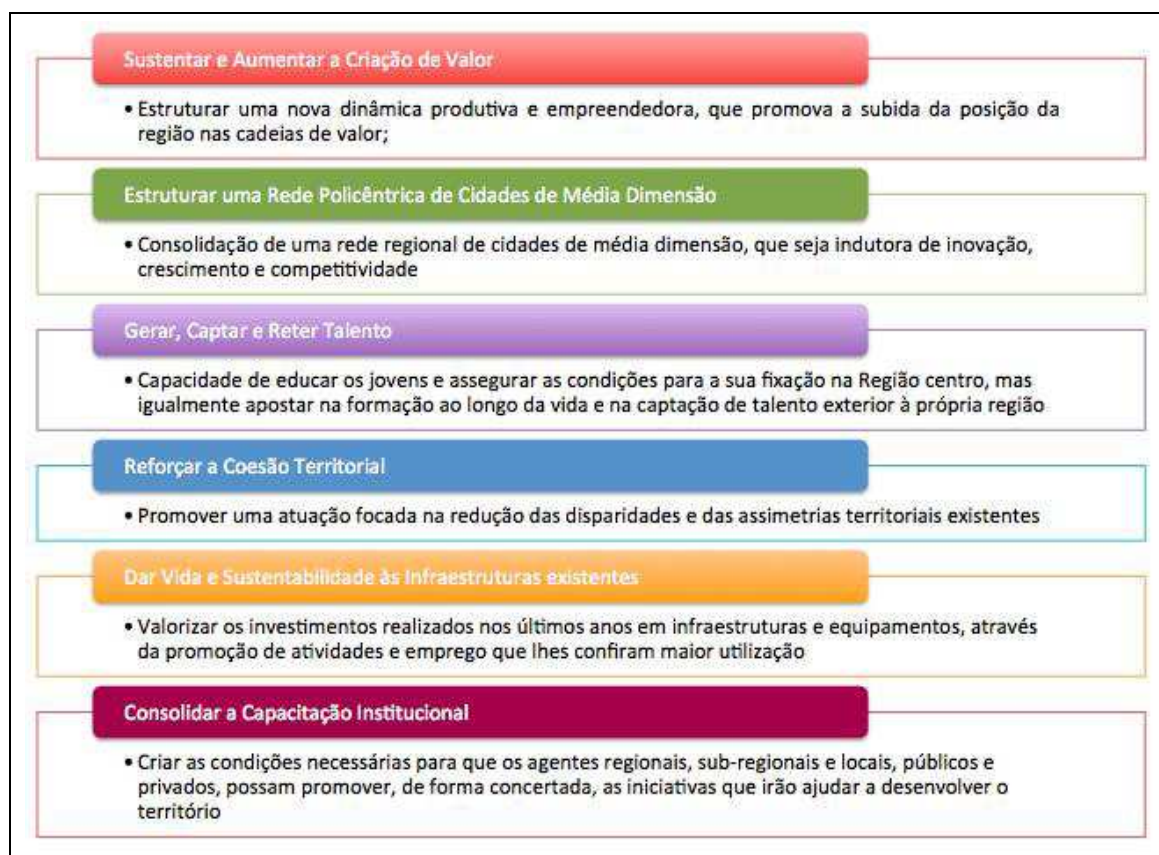 Sustentar e Aumentar a Criação de Valor
• Estruturar uma nova dinâmica produtiva e empreendedora, que promova a subida da posição da
região nas cadeias de valor;
Estruturar uma Rede Policêntrica de Cidades de Média Dimensão
• Consolidação de uma rede regional de cidades de média dimensão, que seja indutora de inovação,
crescimento e competitividade
Gerar, Captar e Reter Talento
• Capacidade de educar os jovens e assegurar as condições para a sua fixação na Região centro, mas
igualmente apostar na formação ao longo da vida e na captação de talento exterior à própria região
Reforçar a Coesão Territorial
• Promover uma atuação focada na redução das disparidades e das assimetrias territoriais existentes
Dar Vida e Sustentabilidade às Infraestruturas existentes
• Valorizar os investimentos realizados nos últimos anos em infraestruturas e equipamentos, através
da promoção de atividades e emprego que lhes confiram maior utilização
Consolidar a Capacitação Institucional
• Criar as condições necessárias para que os agentes regionais, sub-regionais e locais, públicos e
privados, possam promover, de forma concertada, as iniciativas que irão ajudar a desenvolver o
território